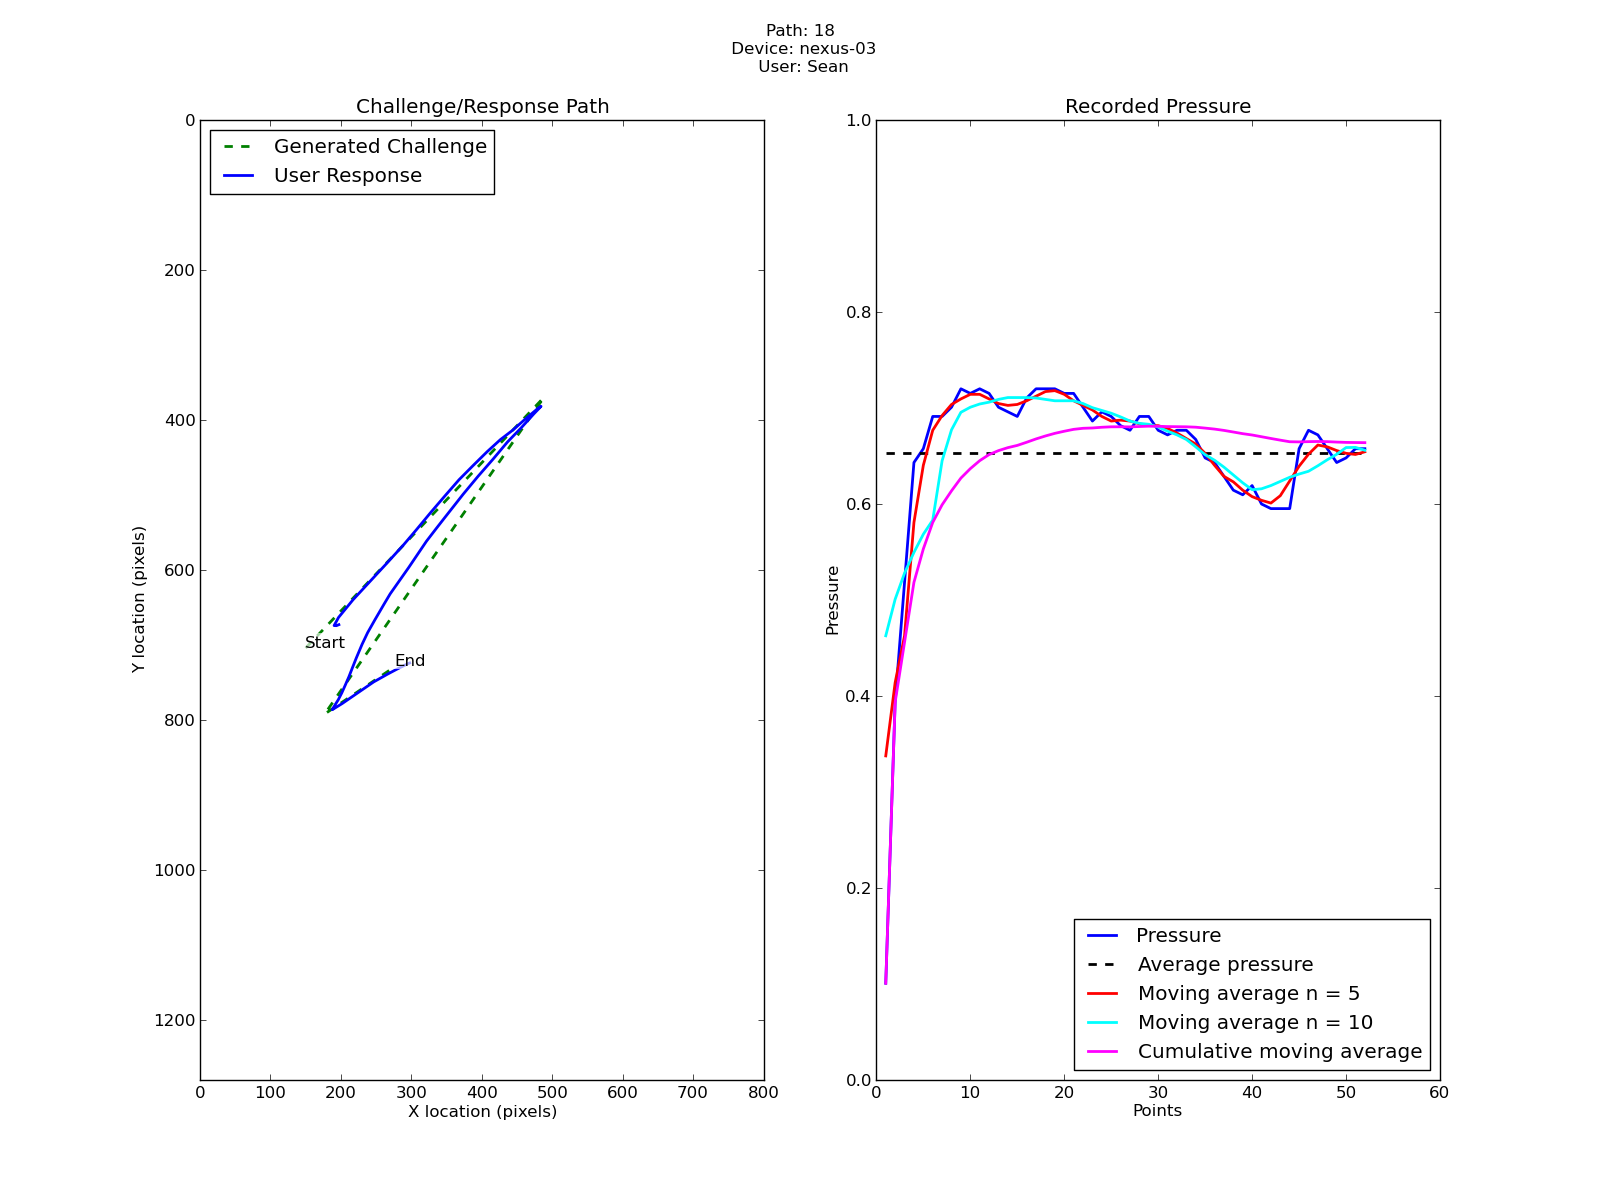 Path: 18
Device: nexus-03
User: Sean
Challenge/Response Path
Generated Challenge
User Response
0
200
400
600
800
1000
1200
Y location (pixels)
Start
End
0 100 200 300 400 500 600 700 800
X location (pixels)
Recorded Pressure
1.0
0.8
0.6
0.4
0.2
0.0
Pressure
Pressure
Average pressure
Moving average n = 5
Moving average n = 10
Cumulative moving average
0 10 20 30 40 50 60
Points